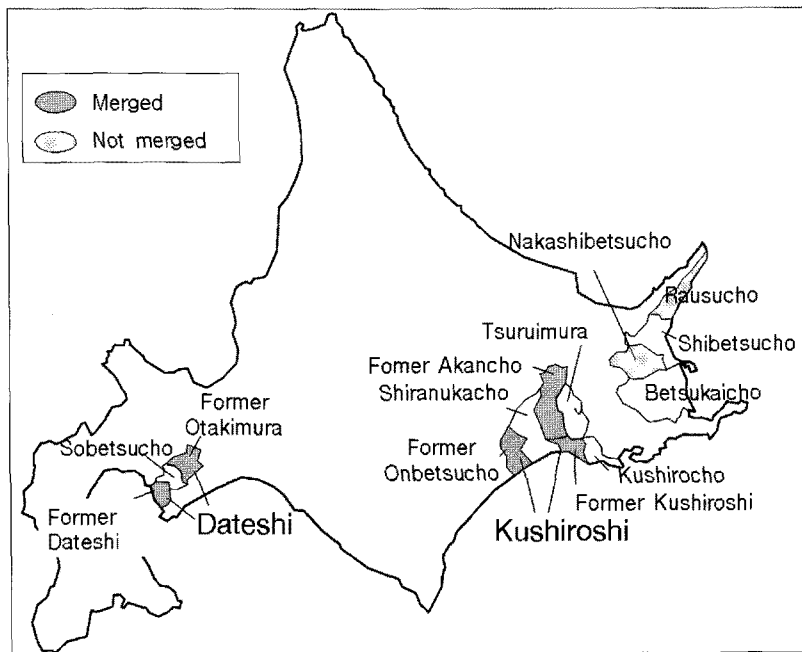 Merged
Not merged
Nakashibetsucho
Rausucho
Tsuruimura
Shibetsucho
Fomer Akancho
Shiranukacho
Betsukaicho
Former
Otakimura
Sobetsucho
Former
Onbetsucho
Kushirocho
Former Kushiroshi
Former
Dateshi
Dateshi
Kushiroshi